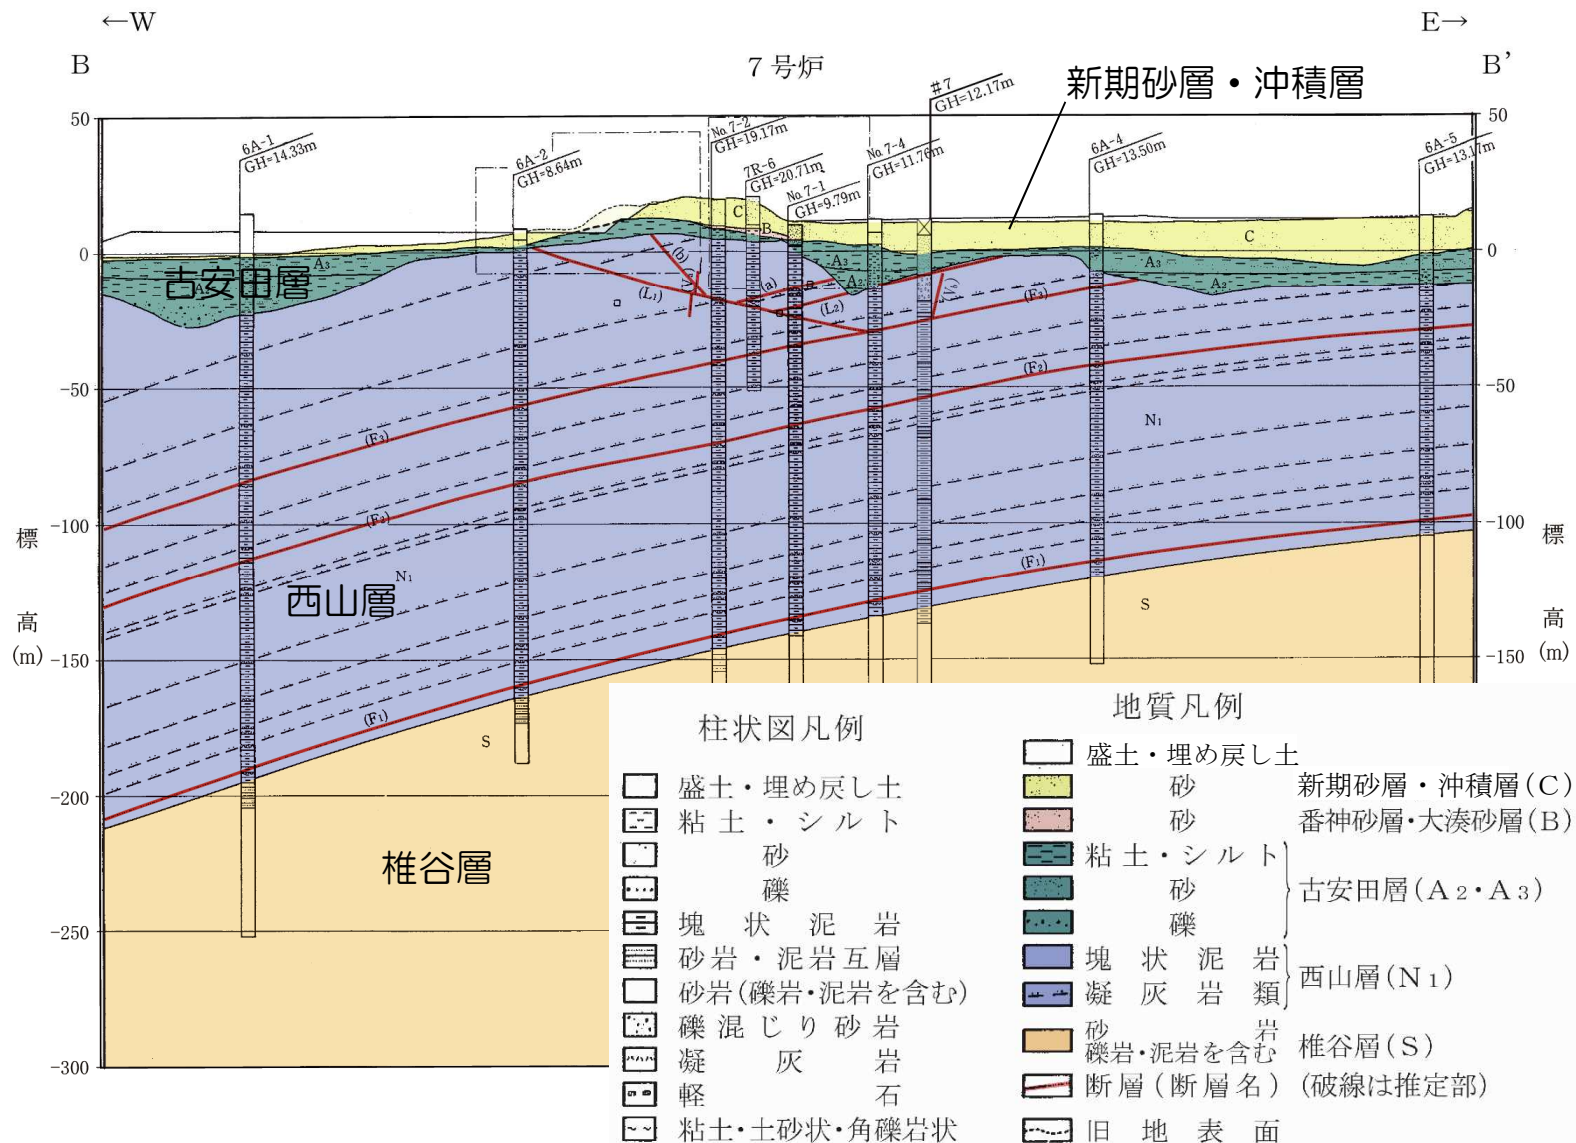 ←W
E→
B
B’
7号炉
新期砂層・沖積層
6A-1
GH=14.33m
6A-2
GH=8.64m
No.7-2
GH=19.17m
7R-6
GH=20.71m
No.7-1
GH=9.79m
No.7-4
GH=11.76m
#7
GH=12.17m
6A-4
GH=13.50m
6A-5
GH=13.17m
50
0
-50
-100
-150
-200
-250
-300
標
高
(m)
50
0
-50
-100
-150
標
高
(m)
C
B
C
A3
古安田層
A3
A2
A3
A2
(b)
(a)
(L1)
(L2)
(F3)
(F2)
(F1)
(F3)
(F2)
(F1)
N1
N1
西山層
S
S
椎谷層
柱状図凡例
盛土・埋め戻し土
粘土・シルト
砂
礫
塊状泥岩
砂岩・泥岩互層
砂岩(礫岩・泥岩を含む)
礫混じり砂岩
凝灰岩
軽石
粘土・土砂状・角礫岩状
地質凡例
盛土・埋め戻し土
砂 新期砂層・沖積層(C)
砂 番神砂層・大湊砂層(B)
粘土・シルト
砂 古安田層(A2・A3)
礫
塊状泥岩
西山層(N1)
凝灰岩類
砂岩
礫岩・泥岩を含む 椎谷層(S)
断層(断層名)(破線は推定部)
旧地表面